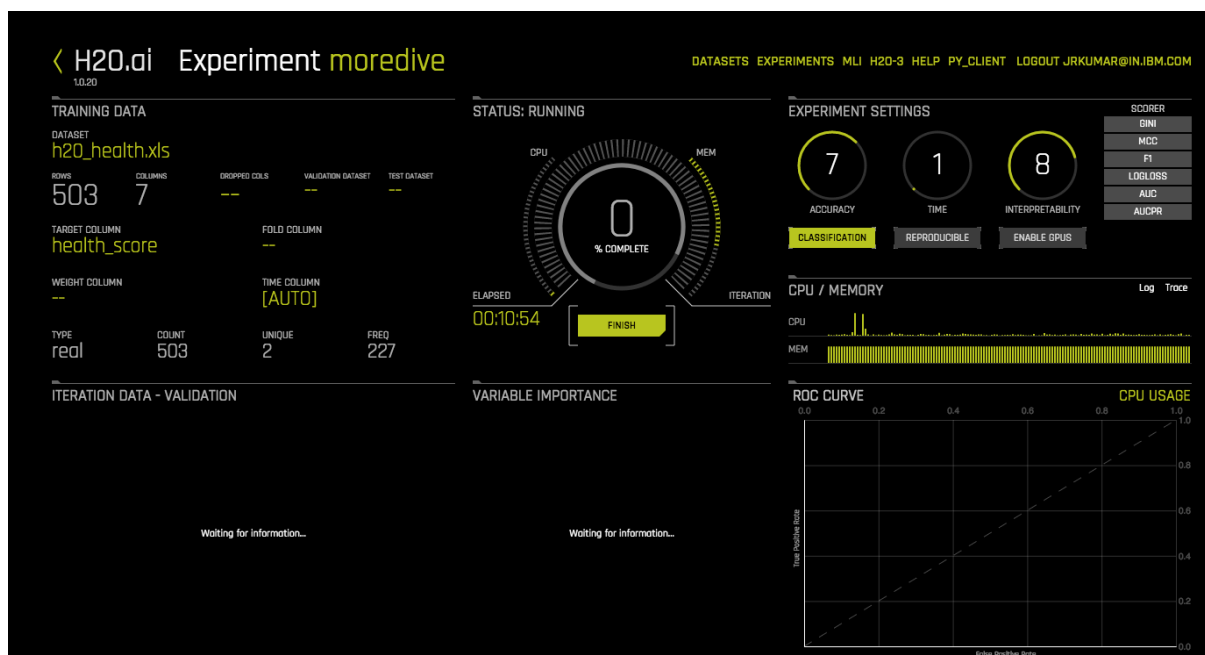 H2O.ai Experiment moredive
1.0.20
DATASETS EXPERIMENTS MLI H2O-3 HELP PY_CLIENT LOGOUT JRKUMAR@IN.IBM.COM
TRAINING DATA
DATASET
h20_health.xls
ROWS COLUMNS DROPPED COLS VALIDATION DATASET TEST DATASET
503 7 -- -- --
TARGET COLUMN FOLD COLUMN
health_score --
WEIGHT COLUMN TIME COLUMN
-- [AUTO]
TYPE COUNT UNIQUE FREQ
real 503 2 227
STATUS: RUNNING
CPU MEM
0
% COMPLETE
ELAPSED ITERATION
00:10:54
FINISH
EXPERIMENT SETTINGS
7 1 8
ACCURACY TIME INTERPRETABILITY
CLASSIFICATION REPRODUCIBLE ENABLE GPUS
SCORER
GINI
MCC
F1
LOGLOSS
AUC
AUCPR
CPU / MEMORY Log Trace
CPU
MEM
ITERATION DATA - VALIDATION
Waiting for information...
VARIABLE IMPORTANCE
Waiting for information...
ROC CURVE CPU USAGE
0.0 0.2 0.4 0.6 0.8 1.0
1.0
0.8
0.6
0.4
0.2
0.0
True Positive Rate
False Positive Rate